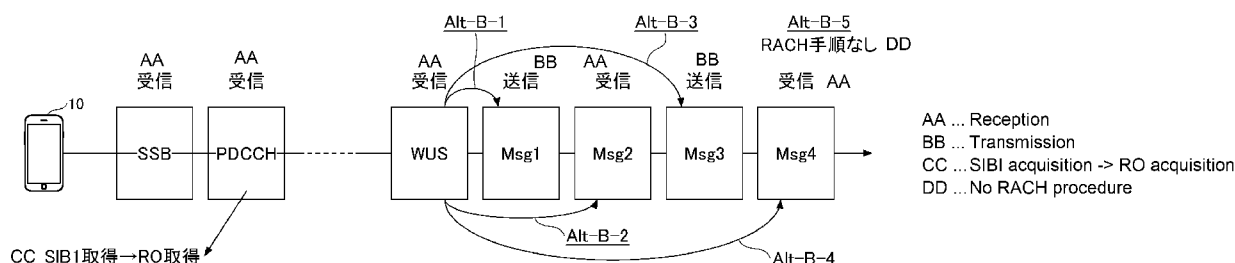 Alt-B-1
Alt-B-3
Alt-B-5
RACH手順なし DD
AA
受信
AA
受信
AA
受信
BB
送信
AA
受信
BB
送信
受信 AA
10
SSB
PDCCH
WUS
Msg1
Msg2
Msg3
Msg4
AA ... Reception
BB ... Transmission
CC ... SIBI acquisition -> RO acquisition
DD ... No RACH procedure
Alt-B-2
Alt-B-4
CC SIB1取得→RO取得